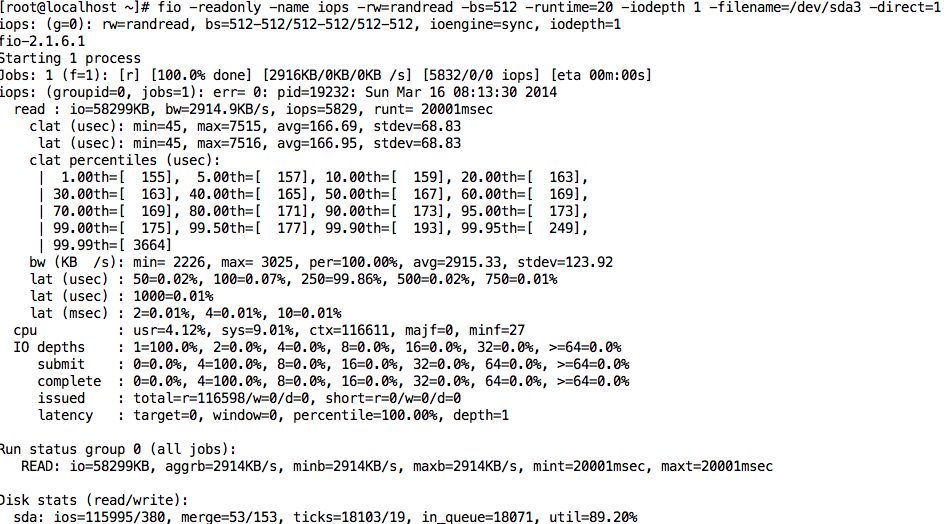 [root@localhost ~]# fio -readonly -name iops -rw=randread -bs=512 -runtime=20 -iodepth 1 -filename=/dev/sda3 -direct=1
iops: (g=0): rw=randread, bs=512-512/512-512/512-512, ioengine=sync, iodepth=1
fio-2.1.6.1
Starting 1 process
Jobs: 1 (f=1): [r] [100.0% done] [2916KB/0KB/0KB /s] [5832/0/0 iops] [eta 00m:00s]
iops: (groupid=0, jobs=1): err= 0: pid=19232: Sun Mar 16 08:13:30 2014
  read : io=58299KB, bw=2914.9KB/s, iops=5829, runt= 20001msec
    clat (usec): min=45, max=7515, avg=166.69, stdev=68.83
     lat (usec): min=45, max=7516, avg=166.95, stdev=68.83
    clat percentiles (usec):
     |  1.00th=[  155],  5.00th=[  157], 10.00th=[  159], 20.00th=[  163],
     | 30.00th=[  163], 40.00th=[  165], 50.00th=[  167], 60.00th=[  169],
     | 70.00th=[  169], 80.00th=[  171], 90.00th=[  173], 95.00th=[  173],
     | 99.00th=[  175], 99.50th=[  177], 99.90th=[  193], 99.95th=[  249],
     | 99.99th=[ 3664]
    bw (KB  /s): min= 2226, max= 3025, per=100.00%, avg=2915.33, stdev=123.92
    lat (usec) : 50=0.02%, 100=0.07%, 250=99.86%, 500=0.02%, 750=0.01%
    lat (usec) : 1000=0.01%
    lat (msec) : 2=0.01%, 4=0.01%, 10=0.01%
  cpu          : usr=4.12%, sys=9.01%, ctx=116611, majf=0, minf=27
  IO depths    : 1=100.0%, 2=0.0%, 4=0.0%, 8=0.0%, 16=0.0%, 32=0.0%, >=64=0.0%
     submit    : 0=0.0%, 4=100.0%, 8=0.0%, 16=0.0%, 32=0.0%, 64=0.0%, >=64=0.0%
     complete  : 0=0.0%, 4=100.0%, 8=0.0%, 16=0.0%, 32=0.0%, 64=0.0%, >=64=0.0%
     issued    : total=r=116598/w=0/d=0, short=r=0/w=0/d=0
     latency   : target=0, window=0, percentile=100.00%, depth=1
Run status group 0 (all jobs):
   READ: io=58299KB, aggrb=2914KB/s, minb=2914KB/s, maxb=2914KB/s, mint=20001msec, maxt=20001msec
Disk stats (read/write):
  sda: ios=115995/380, merge=53/153, ticks=18103/19, in_queue=18071, util=89.20%